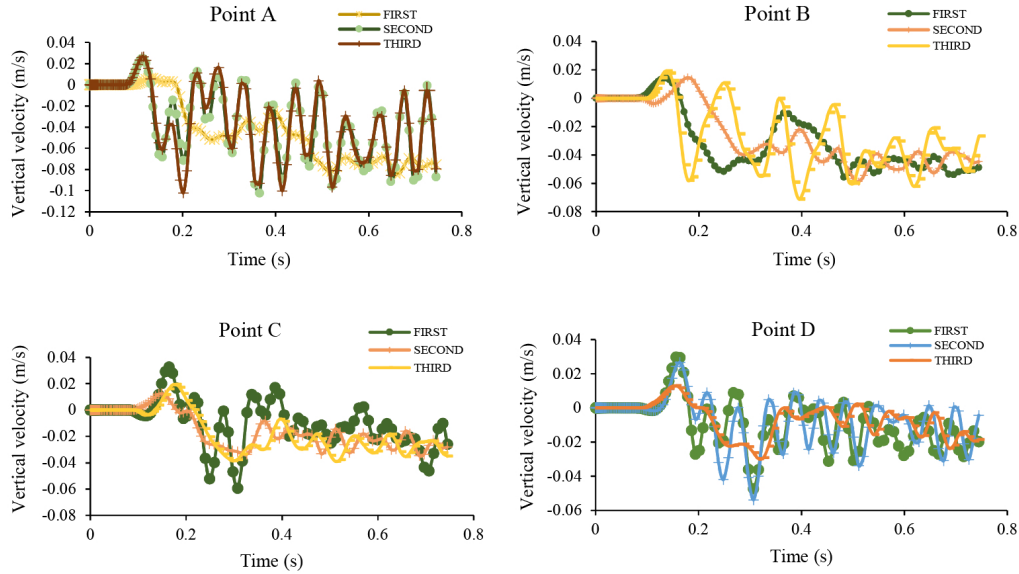 Point A
FIRST
SECOND
THIRD
Vertical velocity (m/s)
0.04
0.02
0
-0.02
-0.04
-0.06
-0.08
-0.1
-0.12
0
0.2
0.4
0.6
0.8
Time (s)
Point B
FIRST
SECOND
THIRD
Vertical velocity (m/s)
0.04
0.02
0
-0.02
-0.04
-0.06
-0.08
0
0.2
0.4
0.6
0.8
Time (s)
Point C
FIRST
SECOND
THIRD
Vertical velocity (m/s)
0.04
0.02
0
-0.02
-0.04
-0.06
-0.08
0
0.2
0.4
0.6
0.8
Time (s)
Point D
FIRST
SECOND
THIRD
Vertical velocity (m/s)
0.04
0.02
0
-0.02
-0.04
-0.06
0
0.2
0.4
0.6
0.8
Time (s)